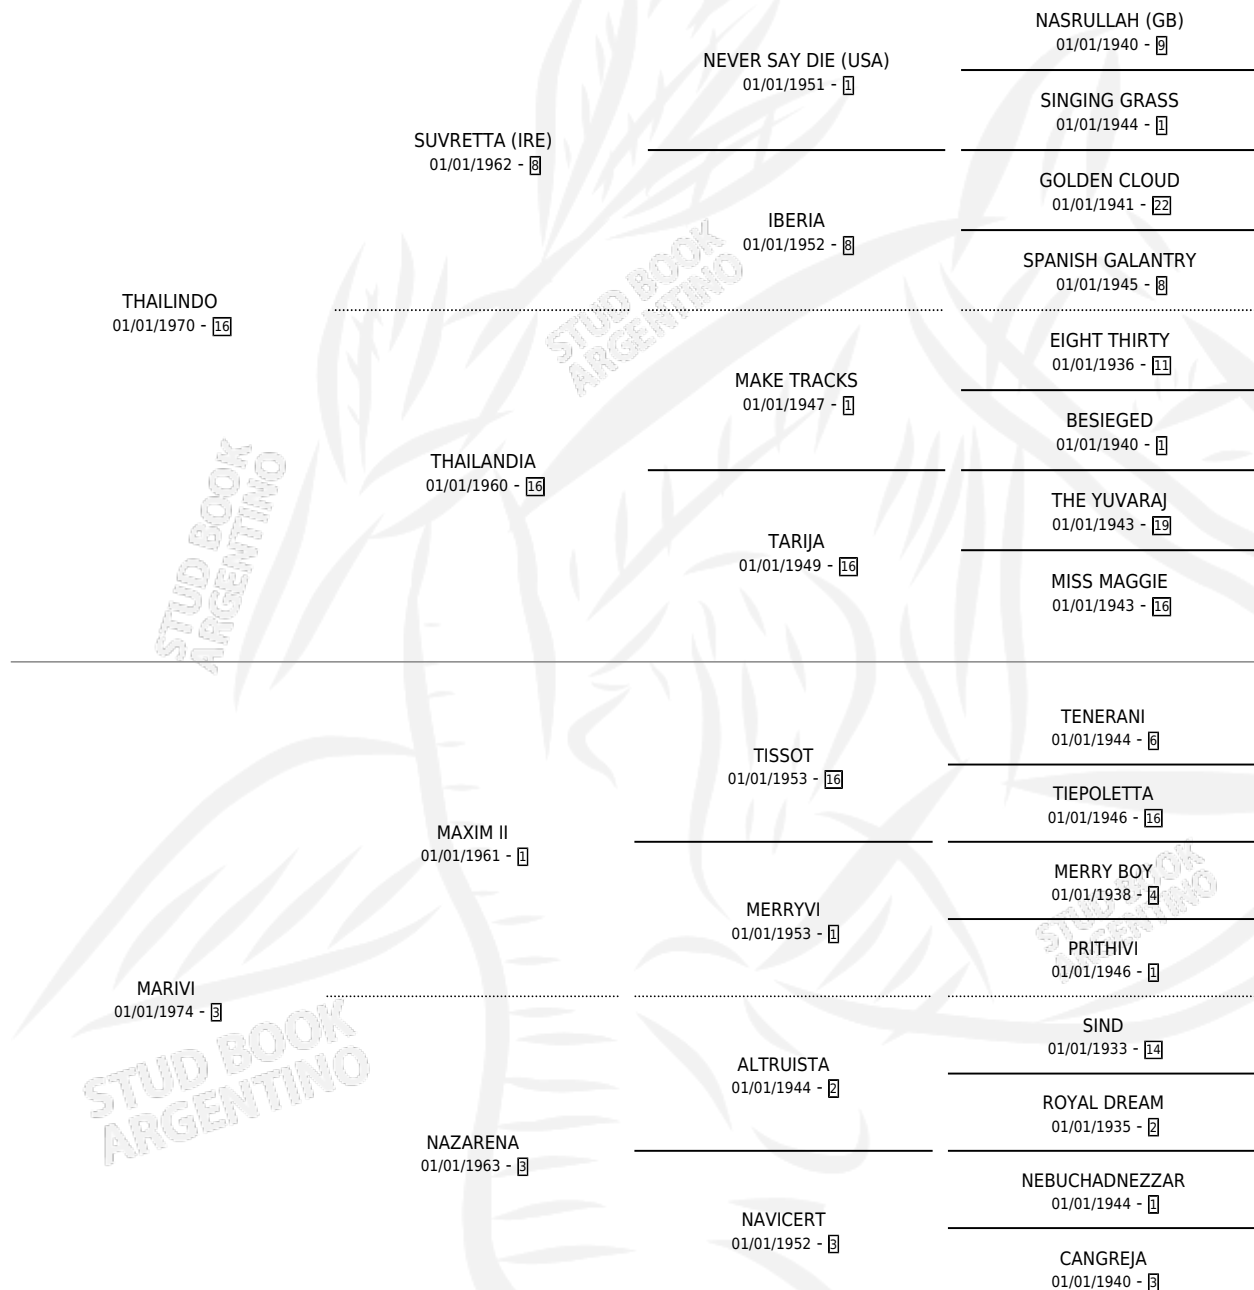 NASRULLAH (GB)
01/01/1940 - 9
NEVER SAY DIE (USA)
01/01/1951 - 1
SINGING GRASS
01/01/1944 - 1
SUVRETTA (IRE)
01/01/1962 - 8
GOLDEN CLOUD
01/01/1941 - 22
IBERIA
01/01/1952 - 8
SPANISH GALANTRY
01/01/1945 - 8
THAILINDO
01/01/1970 - 16
EIGHT THIRTY
01/01/1936 - 11
MAKE TRACKS
01/01/1947 - 1
BESIEGED
01/01/1940 - 1
THAILANDIA
01/01/1960 - 16
THE YUVARAJ
01/01/1943 - 19
TARIJA
01/01/1949 - 16
MISS MAGGIE
01/01/1943 - 16
TENERANI
01/01/1944 - 6
TISSOT
01/01/1953 - 16
TIEPOLETTA
01/01/1946 - 16
MAXIM II
01/01/1961 - 1
MERRY BOY
01/01/1938 - 4
MERRYVI
01/01/1953 - 1
PRITHIVI
01/01/1946 - 1
MARIVI
01/01/1974 - 3
SIND
01/01/1933 - 14
ALTRUISTA
01/01/1944 - 2
ROYAL DREAM
01/01/1935 - 2
NAZARENA
01/01/1963 - 3
NEBUCHADNEZZAR
01/01/1944 - 1
NAVICERT
01/01/1952 - 3
CANGREJA
01/01/1940 - 3
STUD BOOK
ARGENTINO
STUD BOOK
ARGENTINO
STUD BOOK
ARGENTINO
STUD BOOK
ARGENTINO